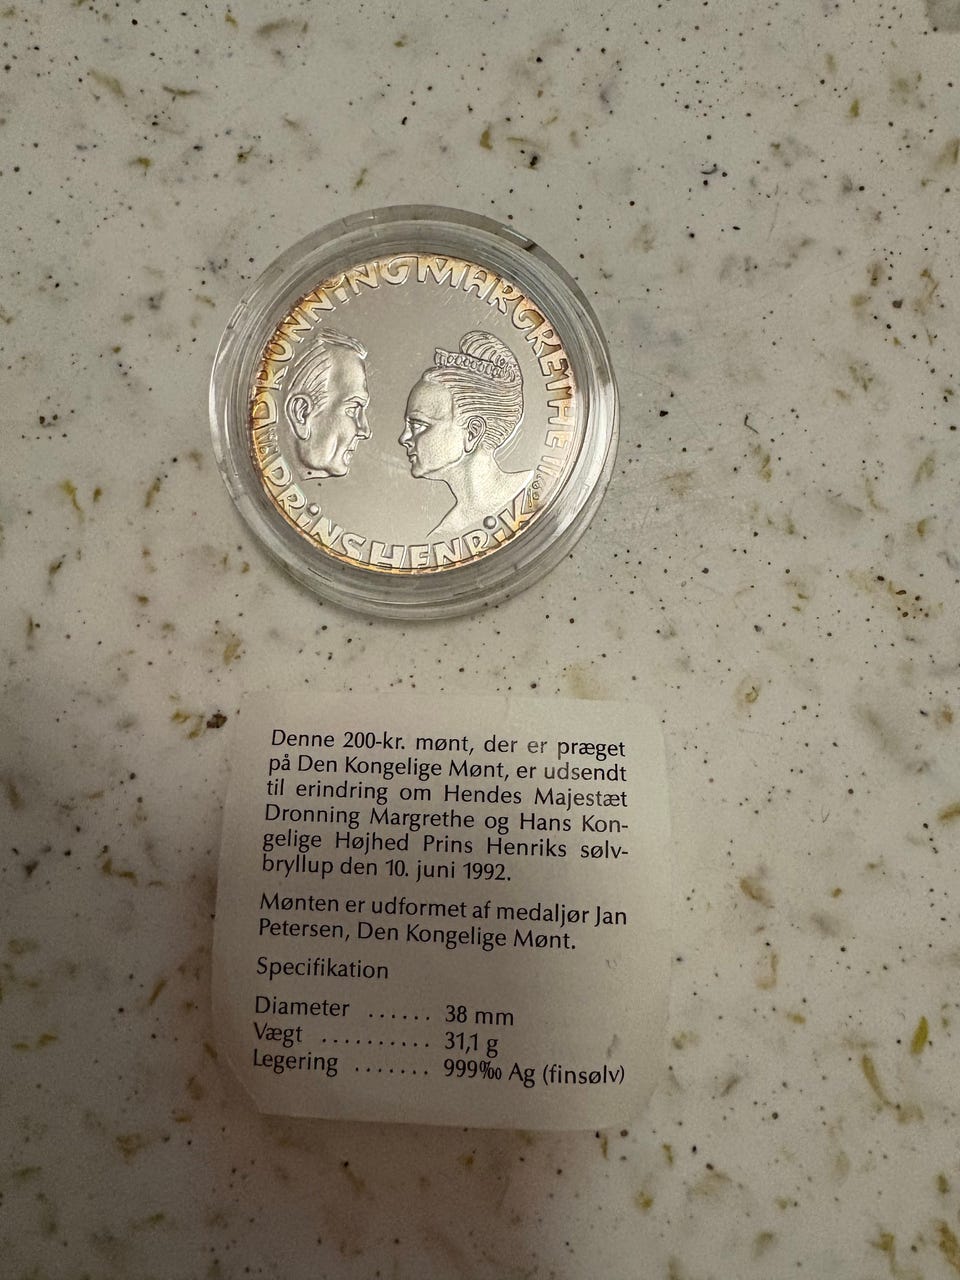 DRONNING MARGRETHE II
PRINS HENRIK
Denne 200-kr. mønt, der er præget
på Den Kongelige Mønt, er udsendt
til erindring om Hendes Majestæt
Dronning Margrethe og Hans Kon-
gelige Højhed Prins Henriks sølv-
bryllup den 10. juni 1992.
Mønten er udformet af medaljør Jan
Petersen, Den Kongelige Mønt.
Specifikation
Diameter ...... 38 mm
Vægt .......... 31,1 g
Legering ....... 999‰ Ag (finsølv)